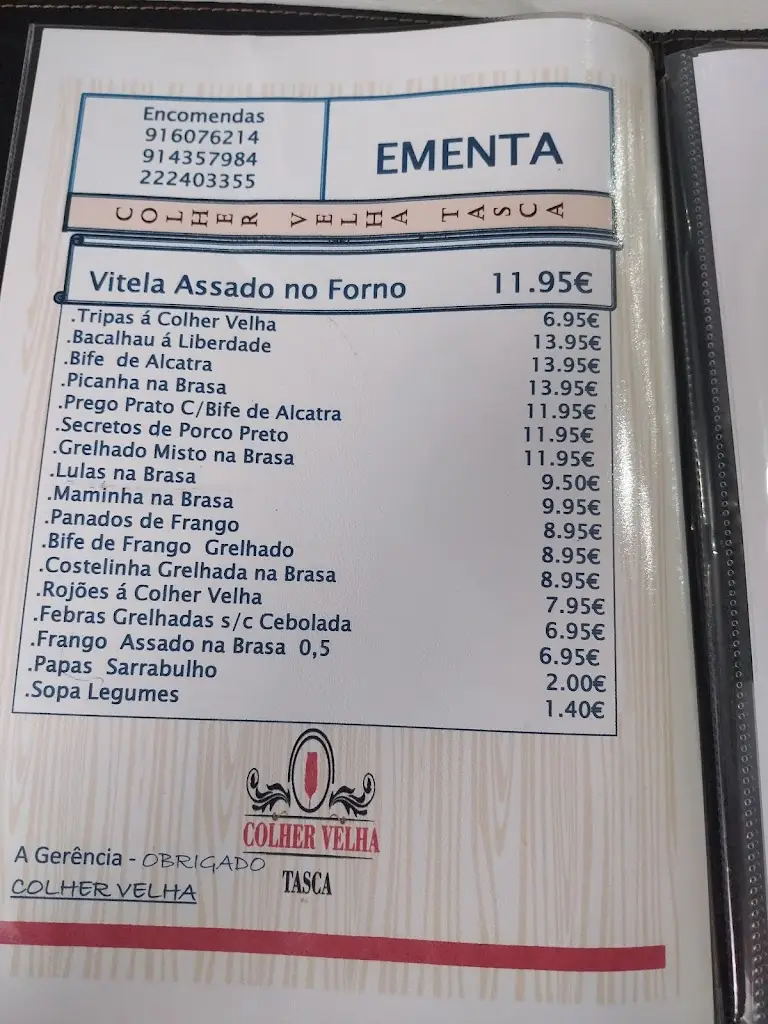 Encomendas
916076214
914357984
222403355
EMENTA
COLHER VELHA TASCA
Vitela Assado no Forno 11.95€
.Tripas á Colher Velha 6.95€
.Bacalhau á Liberdade 13.95€
.Bife de Alcatra 13.95€
.Picanha na Brasa 13.95€
.Prego Prato C/Bife de Alcatra 11.95€
.Secretos de Porco Preto 11.95€
.Grelhado Misto na Brasa 11.95€
.Lulas na Brasa 9.50€
.Maminha na Brasa 9.95€
.Panados de Frango 8.95€
.Bife de Frango Grelhado 8.95€
.Costelinha Grelhada na Brasa 8.95€
.Rojões á Colher Velha 7.95€
.Febras Grelhadas s/c Cebolada 6.95€
.Frango Assado na Brasa 0,5 6.95€
.Papas Sarrabulho 2.00€
.Sopa Legumes 1.40€
COLHER VELHA
TASCA
A Gerência - OBRIGADO
COLHER VELHA